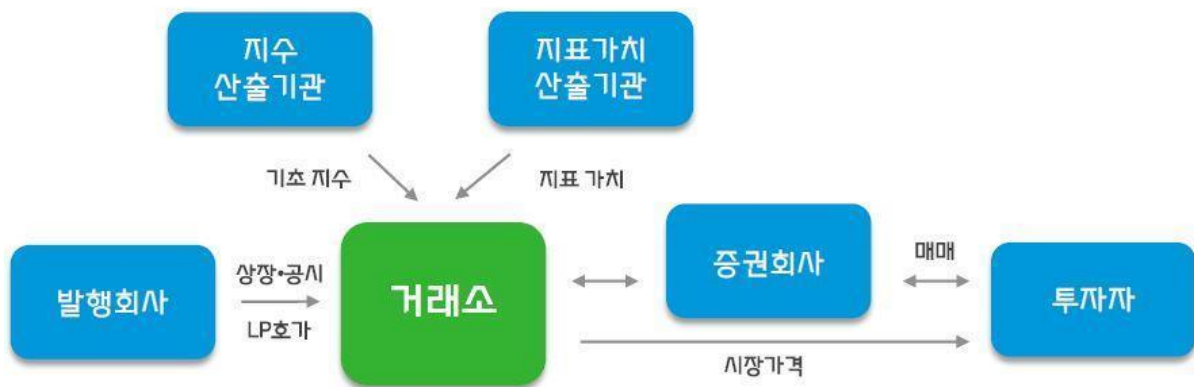 지수
산출기관
지표가치
산출기관
기초 지수
지표 가치
발행회사
상장•공시
LP호가
거래소
증권회사
매매
투자자
시장가격